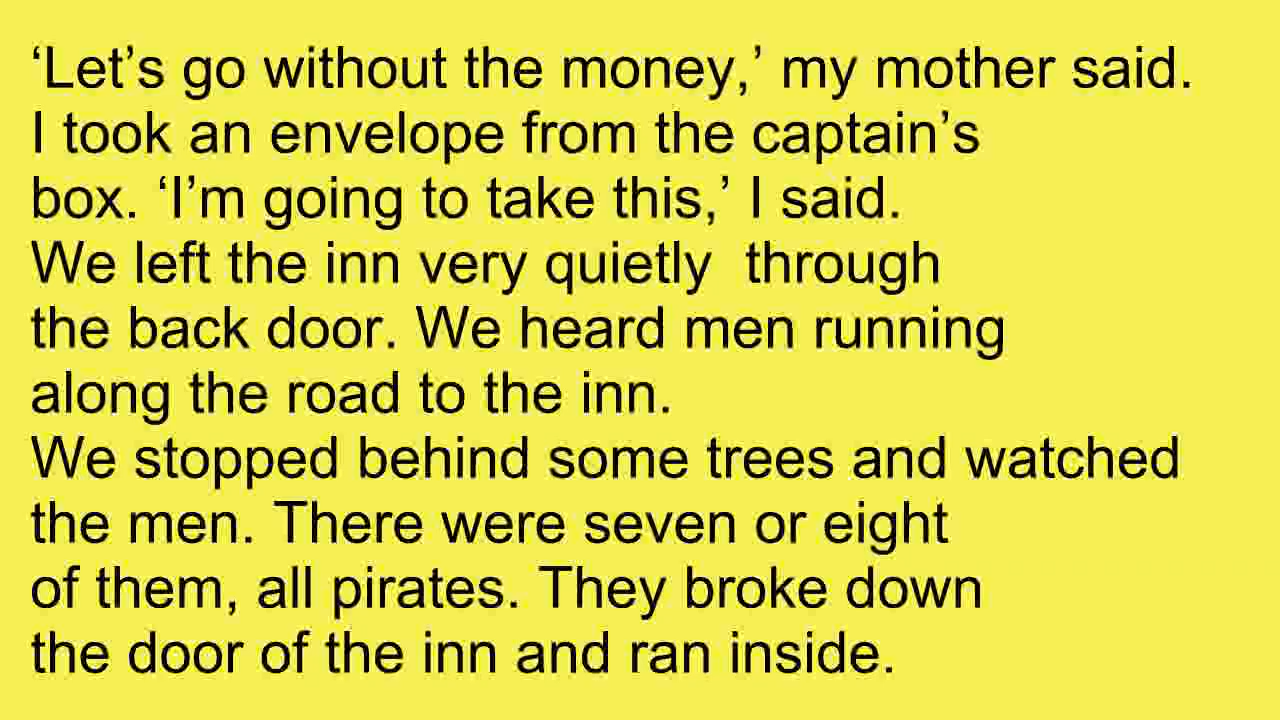 ‘Let’s go without the money,’ my mother said.
I took an envelope from the captain’s
box. ‘I’m going to take this,’ I said.
We left the inn very quietly  through
the back door. We heard men running
along the road to the inn.
We stopped behind some trees and watched
the men. There were seven or eight
of them, all pirates. They broke down
the door of the inn and ran inside.